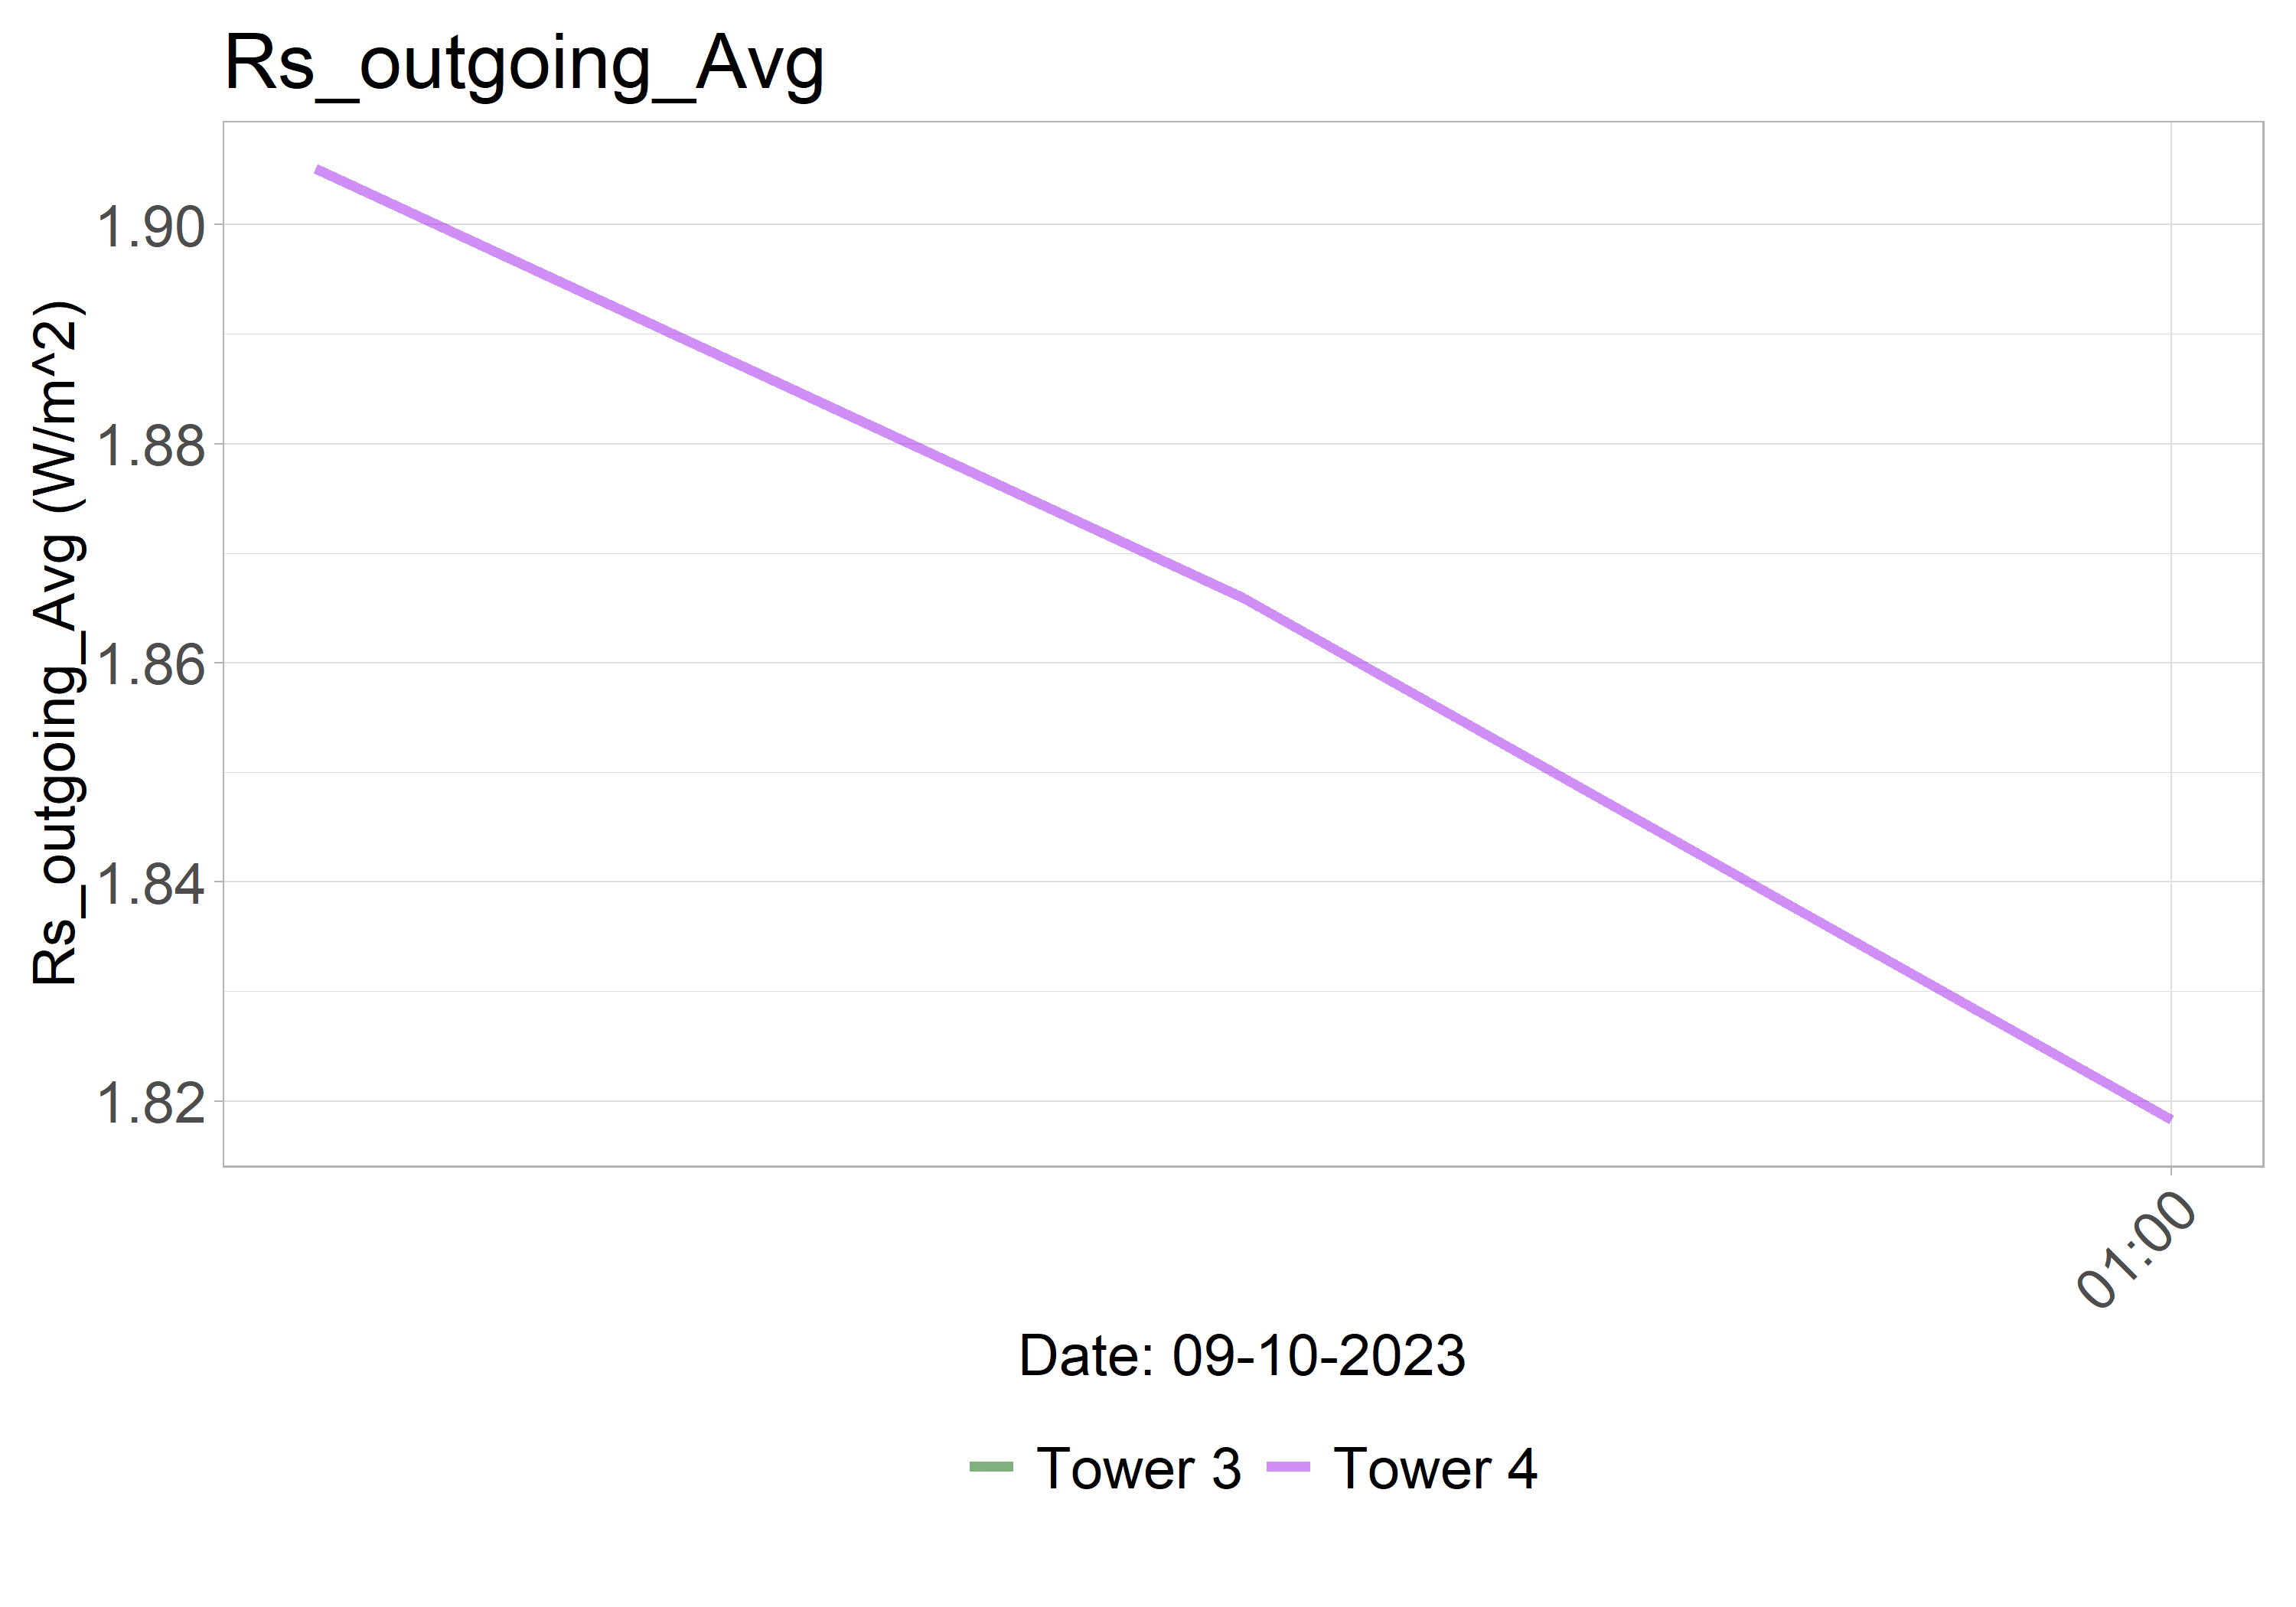 Rs_outgoing_Avg
Rs_outgoing_Avg (W/m^2)
1.90
1.88
1.86
1.84
1.82
01:00
Date: 09-10-2023
Tower 3 Tower 4